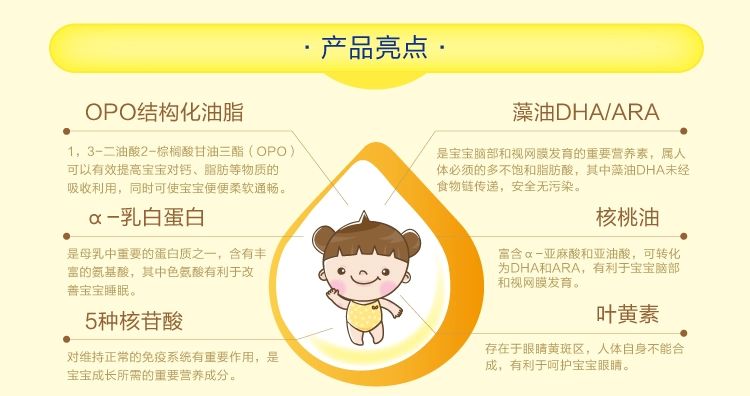 · 产品亮点 ·
OPO结构化油脂
1，3-二油酸2-棕榈酸甘油三酯（OPO）
可以有效提高宝宝对钙、脂肪等物质的
吸收利用，同时可使宝宝便便柔软通畅。
α-乳白蛋白
是母乳中重要的蛋白质之一，含有丰
富的氨基酸，其中色氨酸有利于改
善宝宝睡眠。
5种核苷酸
对维持正常的免疫系统有重要作用，是
宝宝成长所需的重要营养成分。
藻油DHA/ARA
是宝宝脑部和视网膜发育的重要营养素，属人
体必须的多不饱和脂肪酸，其中藻油DHA未经
食物链传递，安全无污染。
核桃油
富含α-亚麻酸和亚油酸，可转化
为DHA和ARA，有利于宝宝脑部
和视网膜发育。
叶黄素
存在于眼睛黄斑区，人体自身不能合
成，有利于呵护宝宝眼睛。